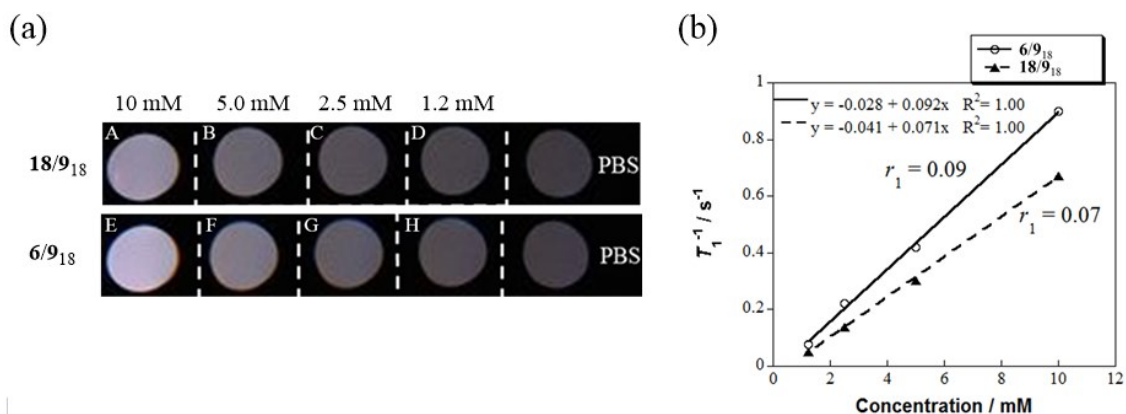 (a)
10 mM 5.0 mM 2.5 mM 1.2 mM
18/9₁₈ A B C D PBS
6/9₁₈ E F G H PBS
(b)
6/9₁₈
18/9₁₈
y = -0.028 + 0.092x R²= 1.00
y = -0.041 + 0.071x R²= 1.00
r₁ = 0.09
r₁ = 0.07
T₁⁻¹ / s⁻¹
1
0.8
0.6
0.4
0.2
0
0 2 4 6 8 10 12
Concentration / mM